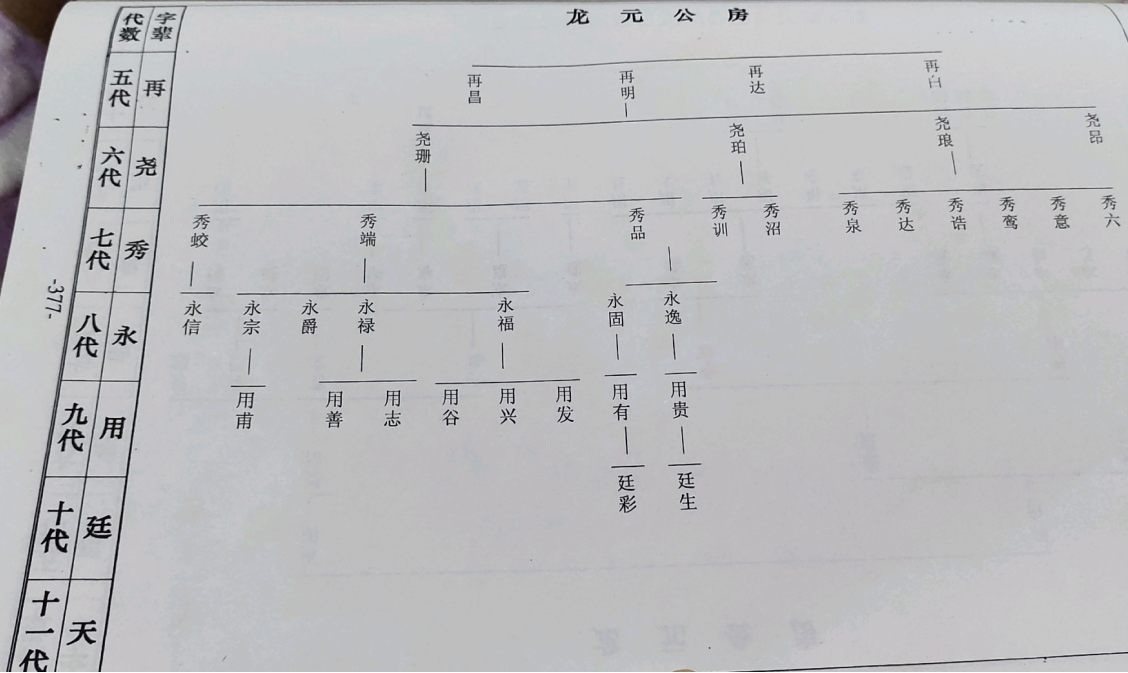 龙元公房
代数 字辈
五代 再
再昌 再明 再达 再白
六代 尧
尧珊 尧珀 尧琅 尧昂
七代 秀
秀蛟 秀端 秀品 秀训 秀沼 秀泉 秀达 秀诰 秀鸾 秀意 秀六
八代 永
永信 永宗 永爵 永禄 永福 永固 永逸
九代 用
用甫 用善 用志 用谷 用兴 用发 用有 用贵
十代 廷
廷彩 廷生
十一代 天
-377-